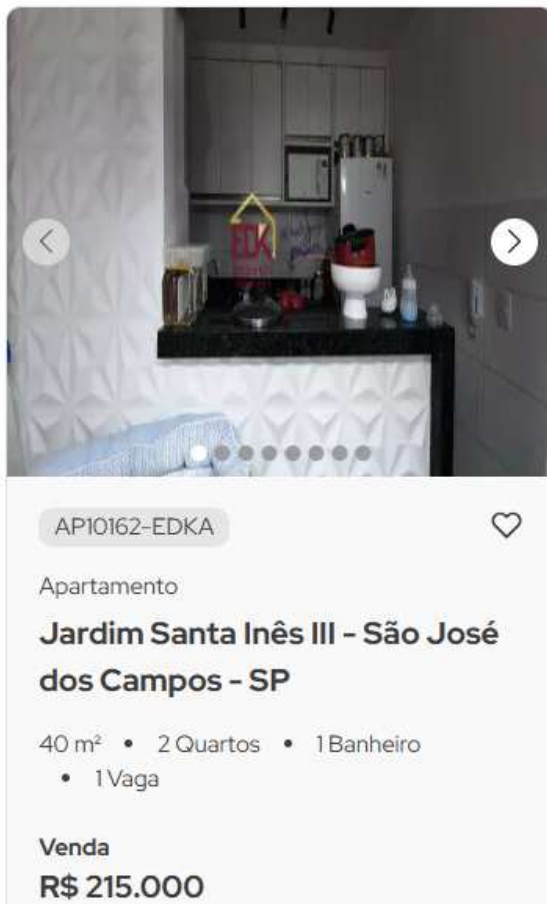 EDK
AP10162-EDKA
Apartamento
Jardim Santa Inês III - São José
dos Campos - SP
40 m² • 2 Quartos • 1 Banheiro
• 1 Vaga
Venda
R$ 215.000